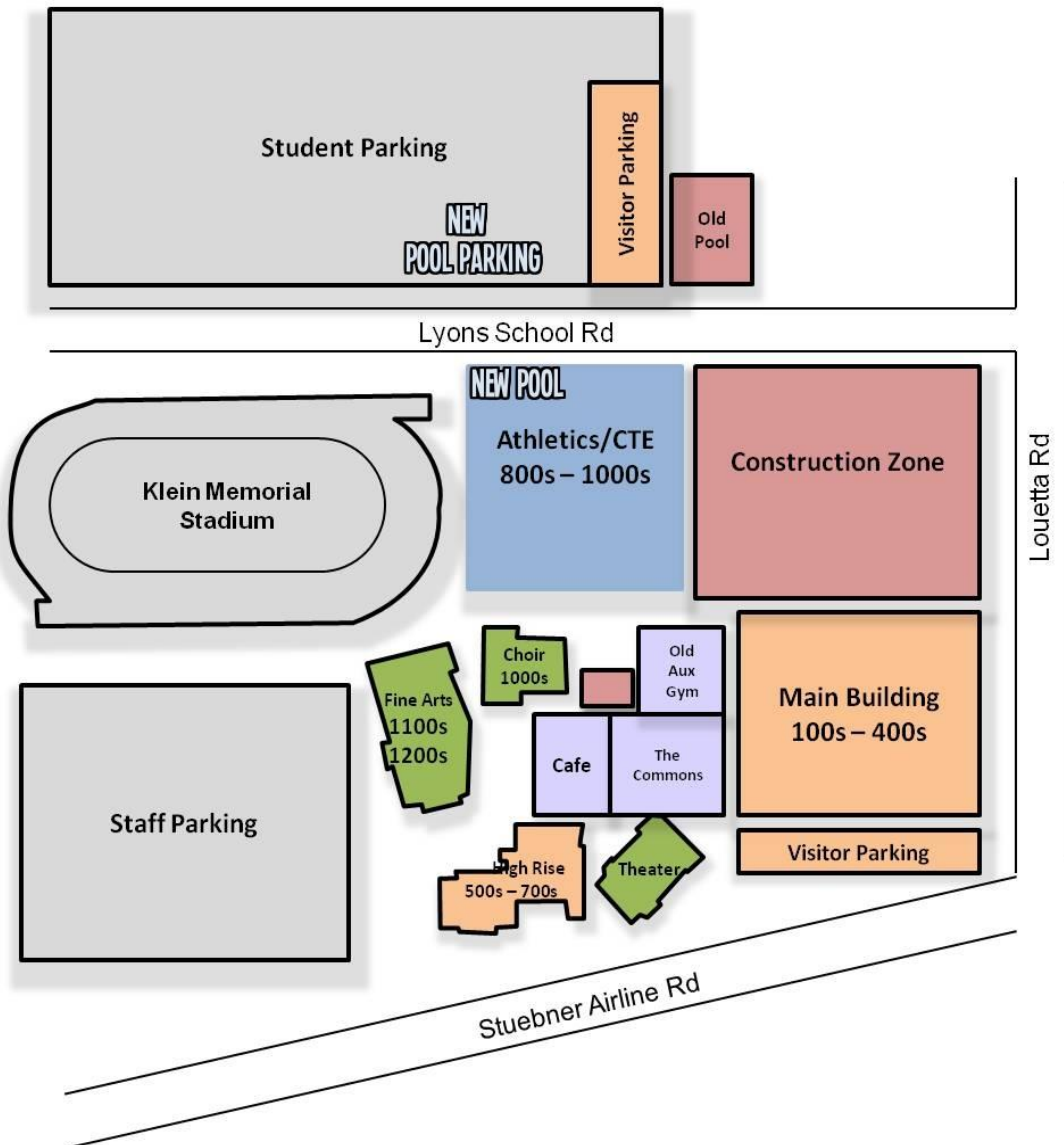 Student Parking
Visitor Parking
NEW
POOL PARKING
Old
Pool
Lyons School Rd
NEW POOL
Athletics/CTE
800s – 1000s
Construction Zone
Louetta Rd
Klein Memorial
Stadium
Choir
1000s
Old
Aux
Gym
Fine Arts
1100s
1200s
Main Building
100s – 400s
Cafe
The
Commons
Staff Parking
High Rise
500s – 700s
Theater
Visitor Parking
Stuebner Airline Rd